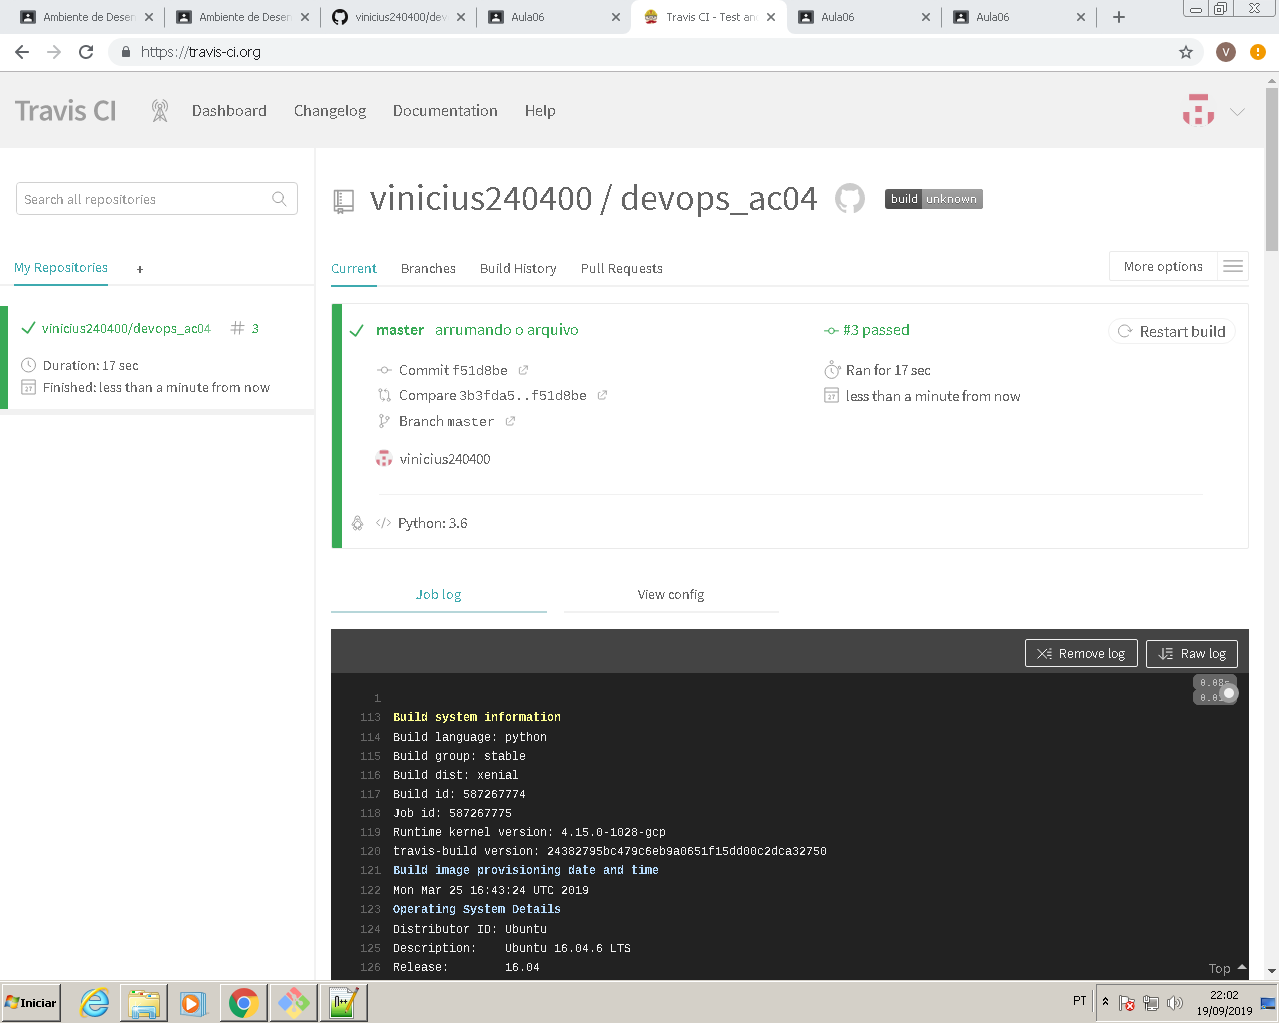 Ambiente de Desen
Ambiente de Desen
vinicius240400/dev
Aula06
Travis CI - Test an
Aula06
Aula06
https://travis-ci.org
V
Travis CI
Dashboard
Changelog
Documentation
Help
Search all repositories
My Repositories
+
vinicius240400/devops_ac04 # 3
Duration: 17 sec
Finished: less than a minute from now
vinicius240400 / devops_ac04
build unknown
Current
Branches
Build History
Pull Requests
More options
master arrumando o arquivo
#3 passed
Restart build
Commit f51d8be
Compare 3b3fda5..f51d8be
Branch master
Ran for 17 sec
less than a minute from now
vinicius240400
Python: 3.6
Job log
View config
Remove log
Raw log
1
113 Build system information
114 Build language: python
115 Build group: stable
116 Build dist: xenial
117 Build id: 587267774
118 Job id: 587267775
119 Runtime kernel version: 4.15.0-1028-gcp
120 travis-build version: 24382795bc479c6eb9a0651f15dd00c2dca32750
121 Build image provisioning date and time
122 Mon Mar 25 16:43:24 UTC 2019
123 Operating System Details
124 Distributor ID: Ubuntu
125 Description: Ubuntu 16.04.6 LTS
126 Release: 16.04
Top
Iniciar
PT
22:02
19/09/2019